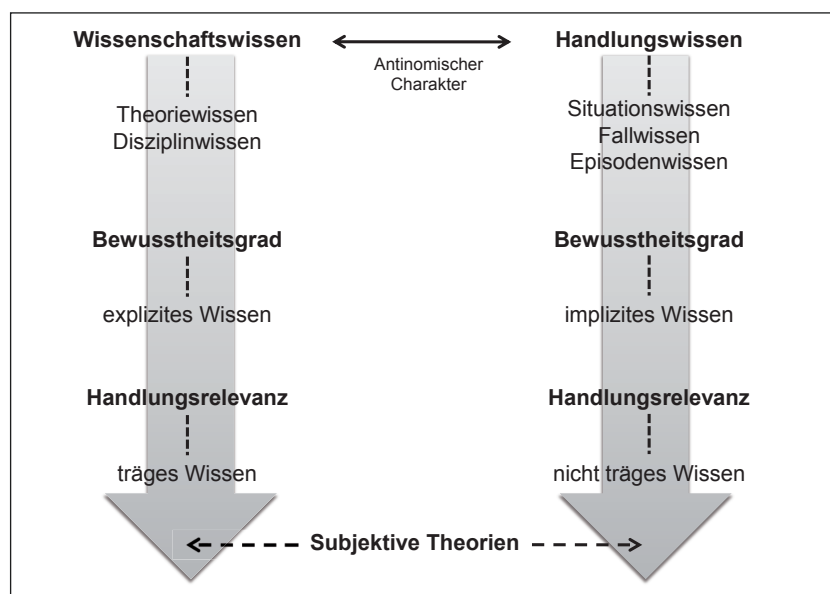 Wissenschaftswissen
Handlungswissen
Antinomischer
Charakter
Theoriewissen
Disziplinwissen
Situationswissen
Fallwissen
Episodenwissen
Bewusstheitsgrad
Bewusstheitsgrad
explizites Wissen
implizites Wissen
Handlungsrelevanz
Handlungsrelevanz
träges Wissen
nicht träges Wissen
Subjektive Theorien